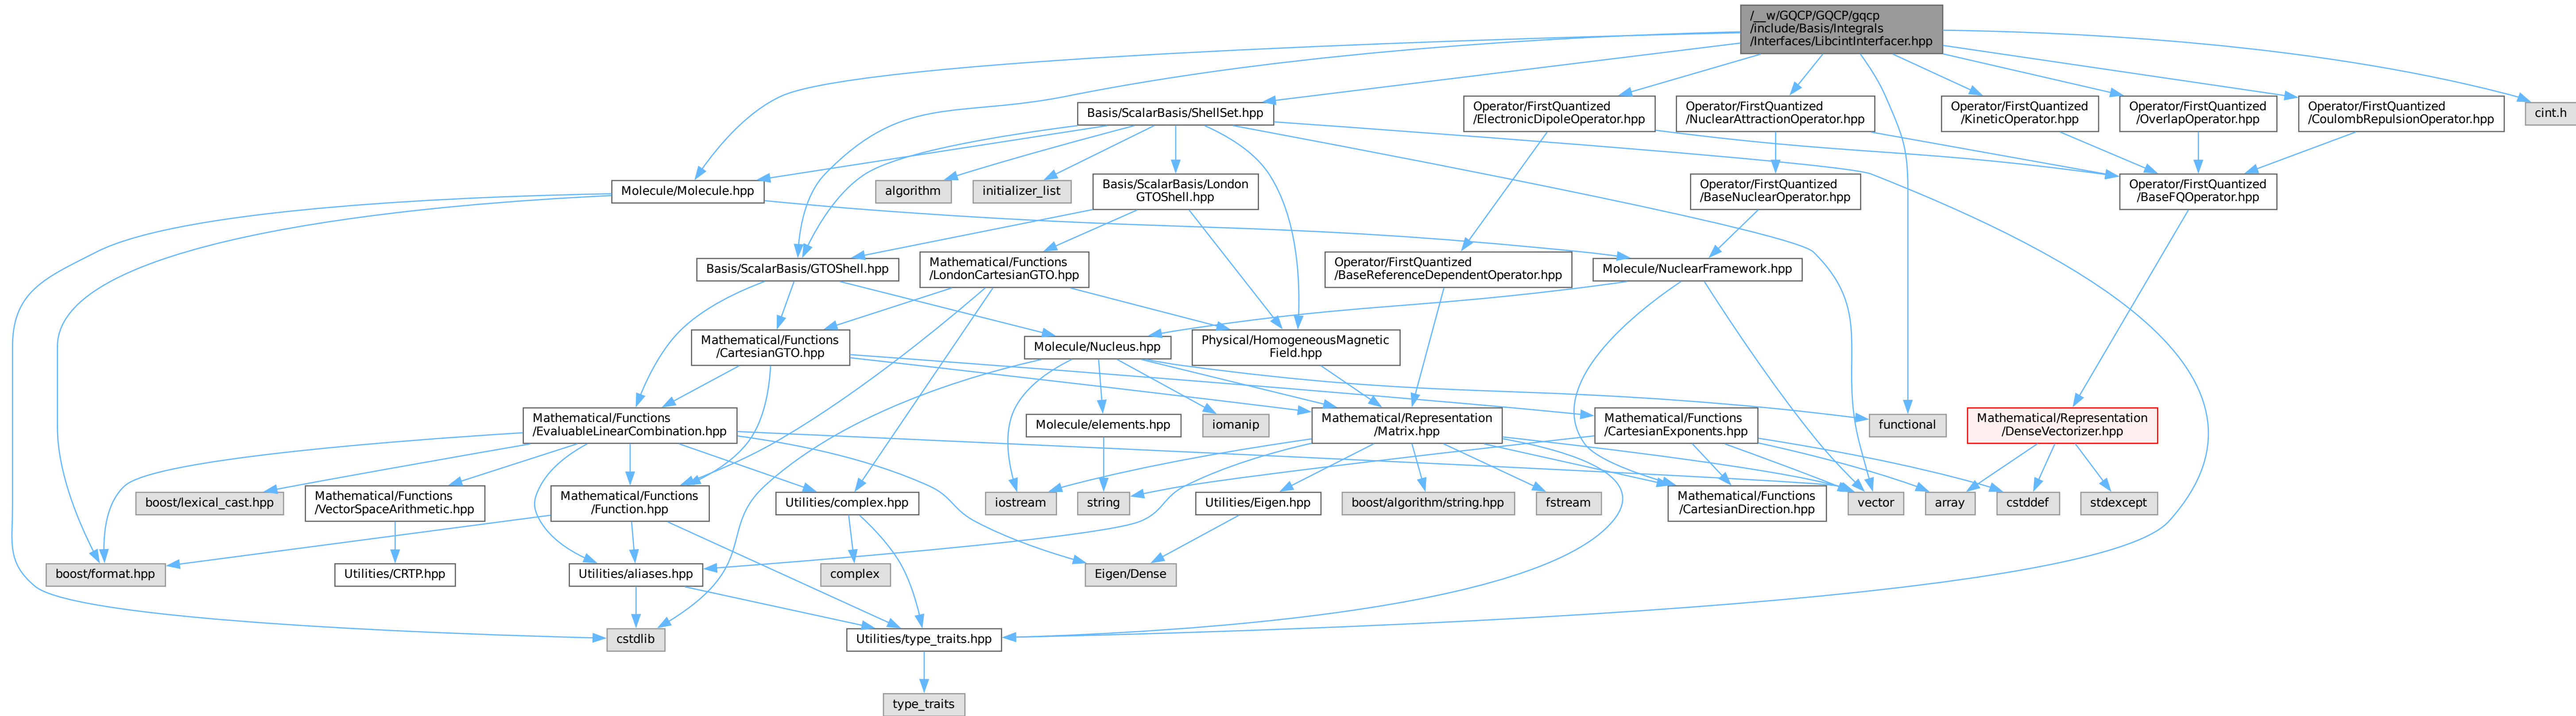 /__w/GQCP/GQCP/gqcp
/include/Basis/Integrals
/Interfaces/LibcintInterfacer.hpp
Basis/ScalarBasis/ShellSet.hpp
Operator/FirstQuantized
/ElectronicDipoleOperator.hpp
Operator/FirstQuantized
/NuclearAttractionOperator.hpp
Operator/FirstQuantized
/KineticOperator.hpp
Operator/FirstQuantized
/OverlapOperator.hpp
Operator/FirstQuantized
/CoulombRepulsionOperator.hpp
cint.h
Molecule/Molecule.hpp
algorithm
initializer_list
Basis/ScalarBasis/London
GTOShell.hpp
Operator/FirstQuantized
/BaseNuclearOperator.hpp
Operator/FirstQuantized
/BaseFQOperator.hpp
Basis/ScalarBasis/GTOShell.hpp
Mathematical/Functions
/LondonCartesianGTO.hpp
Operator/FirstQuantized
/BaseReferenceDependentOperator.hpp
Molecule/NuclearFramework.hpp
Mathematical/Functions
/CartesianGTO.hpp
Molecule/Nucleus.hpp
Physical/HomogeneousMagnetic
Field.hpp
Mathematical/Functions
/EvaluableLinearCombination.hpp
Molecule/elements.hpp
iomanip
Mathematical/Representation
/Matrix.hpp
Mathematical/Functions
/CartesianExponents.hpp
functional
Mathematical/Representation
/DenseVectorizer.hpp
boost/lexical_cast.hpp
Mathematical/Functions
/VectorSpaceArithmetic.hpp
Mathematical/Functions
/Function.hpp
Utilities/complex.hpp
iostream
string
Utilities/Eigen.hpp
boost/algorithm/string.hpp
fstream
Mathematical/Functions
/CartesianDirection.hpp
vector
array
cstddef
stdexcept
boost/format.hpp
Utilities/CRTP.hpp
Utilities/aliases.hpp
complex
Eigen/Dense
cstdlib
Utilities/type_traits.hpp
type_traits